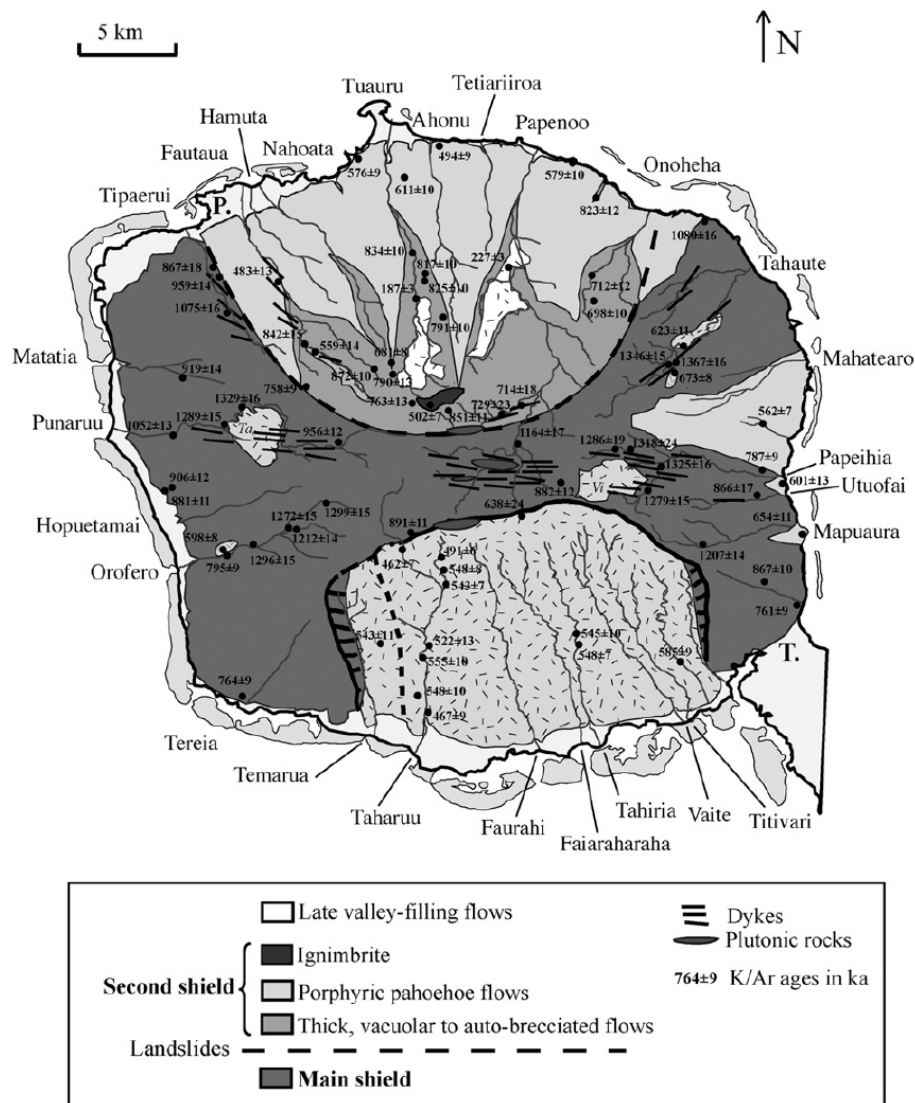 5 km
N
Tetiariiroa
Tuauru
Ahonu
Papenoo
Hamuta
Nahoata
Fautaua
Onoheha
Tipaerui
P.
494±9
576±9
579±10
611±10
823±12
1080±16
834±10
817±10
227±3
Tahaute
867±18
483±13
959±14
825±10
712±12
187±3
698±10
1075±16
791±10
623±11
842±15
559±14
Mahatearo
Matatia
681±8
1346±15
1367±16
872±10
790±13
673±8
919±14
758±9
714±18
763±13
729±23
1329±16
502±7
851±11
562±7
Punaruu
1289±15
Ta
1052±13
956±12
1164±17
1286±19
1318±24
787±9
Papeihia
1325±16
601±13
906±12
882±12
Vi
866±17
Utuofai
881±11
1279±15
1299±15
638±24
654±11
Hopuetamai
1272±15
891±11
Mapuaura
1212±14
598±8
491±6
1207±14
Orofero
795±9
1296±15
462±7
548±8
867±10
543±7
761±9
543±11
522±13
545±10
555±10
548±7
585±9
T.
764±9
548±10
467±9
Tereia
Temarua
Taharuu
Tahiria
Titivari
Faurahi
Vaite
Faiaraharaha
Late valley-filling flows
Dykes
Ignimbrite
Plutonic rocks
Second shield
Porphyric pahoehoe flows
764±9 K/Ar ages in ka
Thick, vacuolar to auto-brecciated flows
Landslides
Main shield